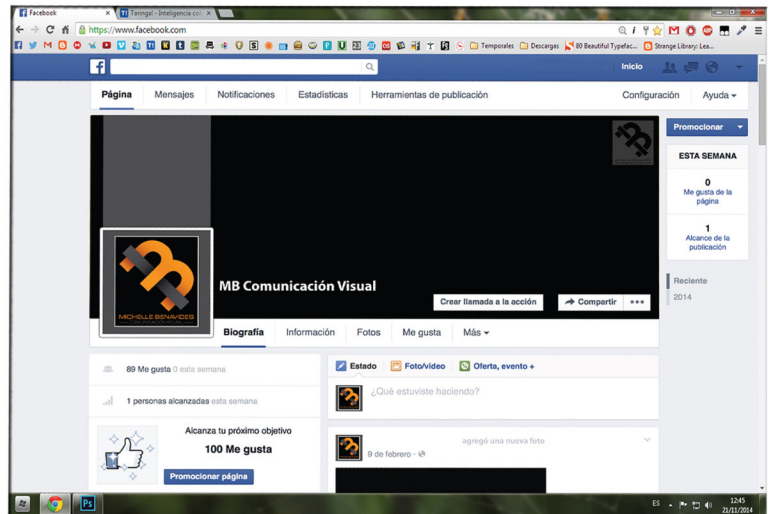 Facebook
Taringa! - Inteligencia co
https://www.facebook.com
Temporales
Descargas
80 Beautiful Typefac...
Strange Library: Lea...
Inicio
Página
Mensajes
Notificaciones
Estadísticas
Herramientas de publicación
Configuración
Ayuda
Promocionar
ESTA SEMANA
0
Me gusta de la
página
1
Alcance de la
publicación
Reciente
2014
MICHELLE BENAVIDES
MB Comunicación Visual
Crear llamada a la acción
Compartir
Biografía
Información
Fotos
Me gusta
Más
89 Me gusta 0 esta semana
1 personas alcanzadas esta semana
Alcanza tu próximo objetivo
100 Me gusta
Promocionar página
Estado
Foto/video
Oferta, evento +
¿Qué estuviste haciendo?
agregó una nueva foto
9 de febrero
Ps
ES
12:45
21/11/2014